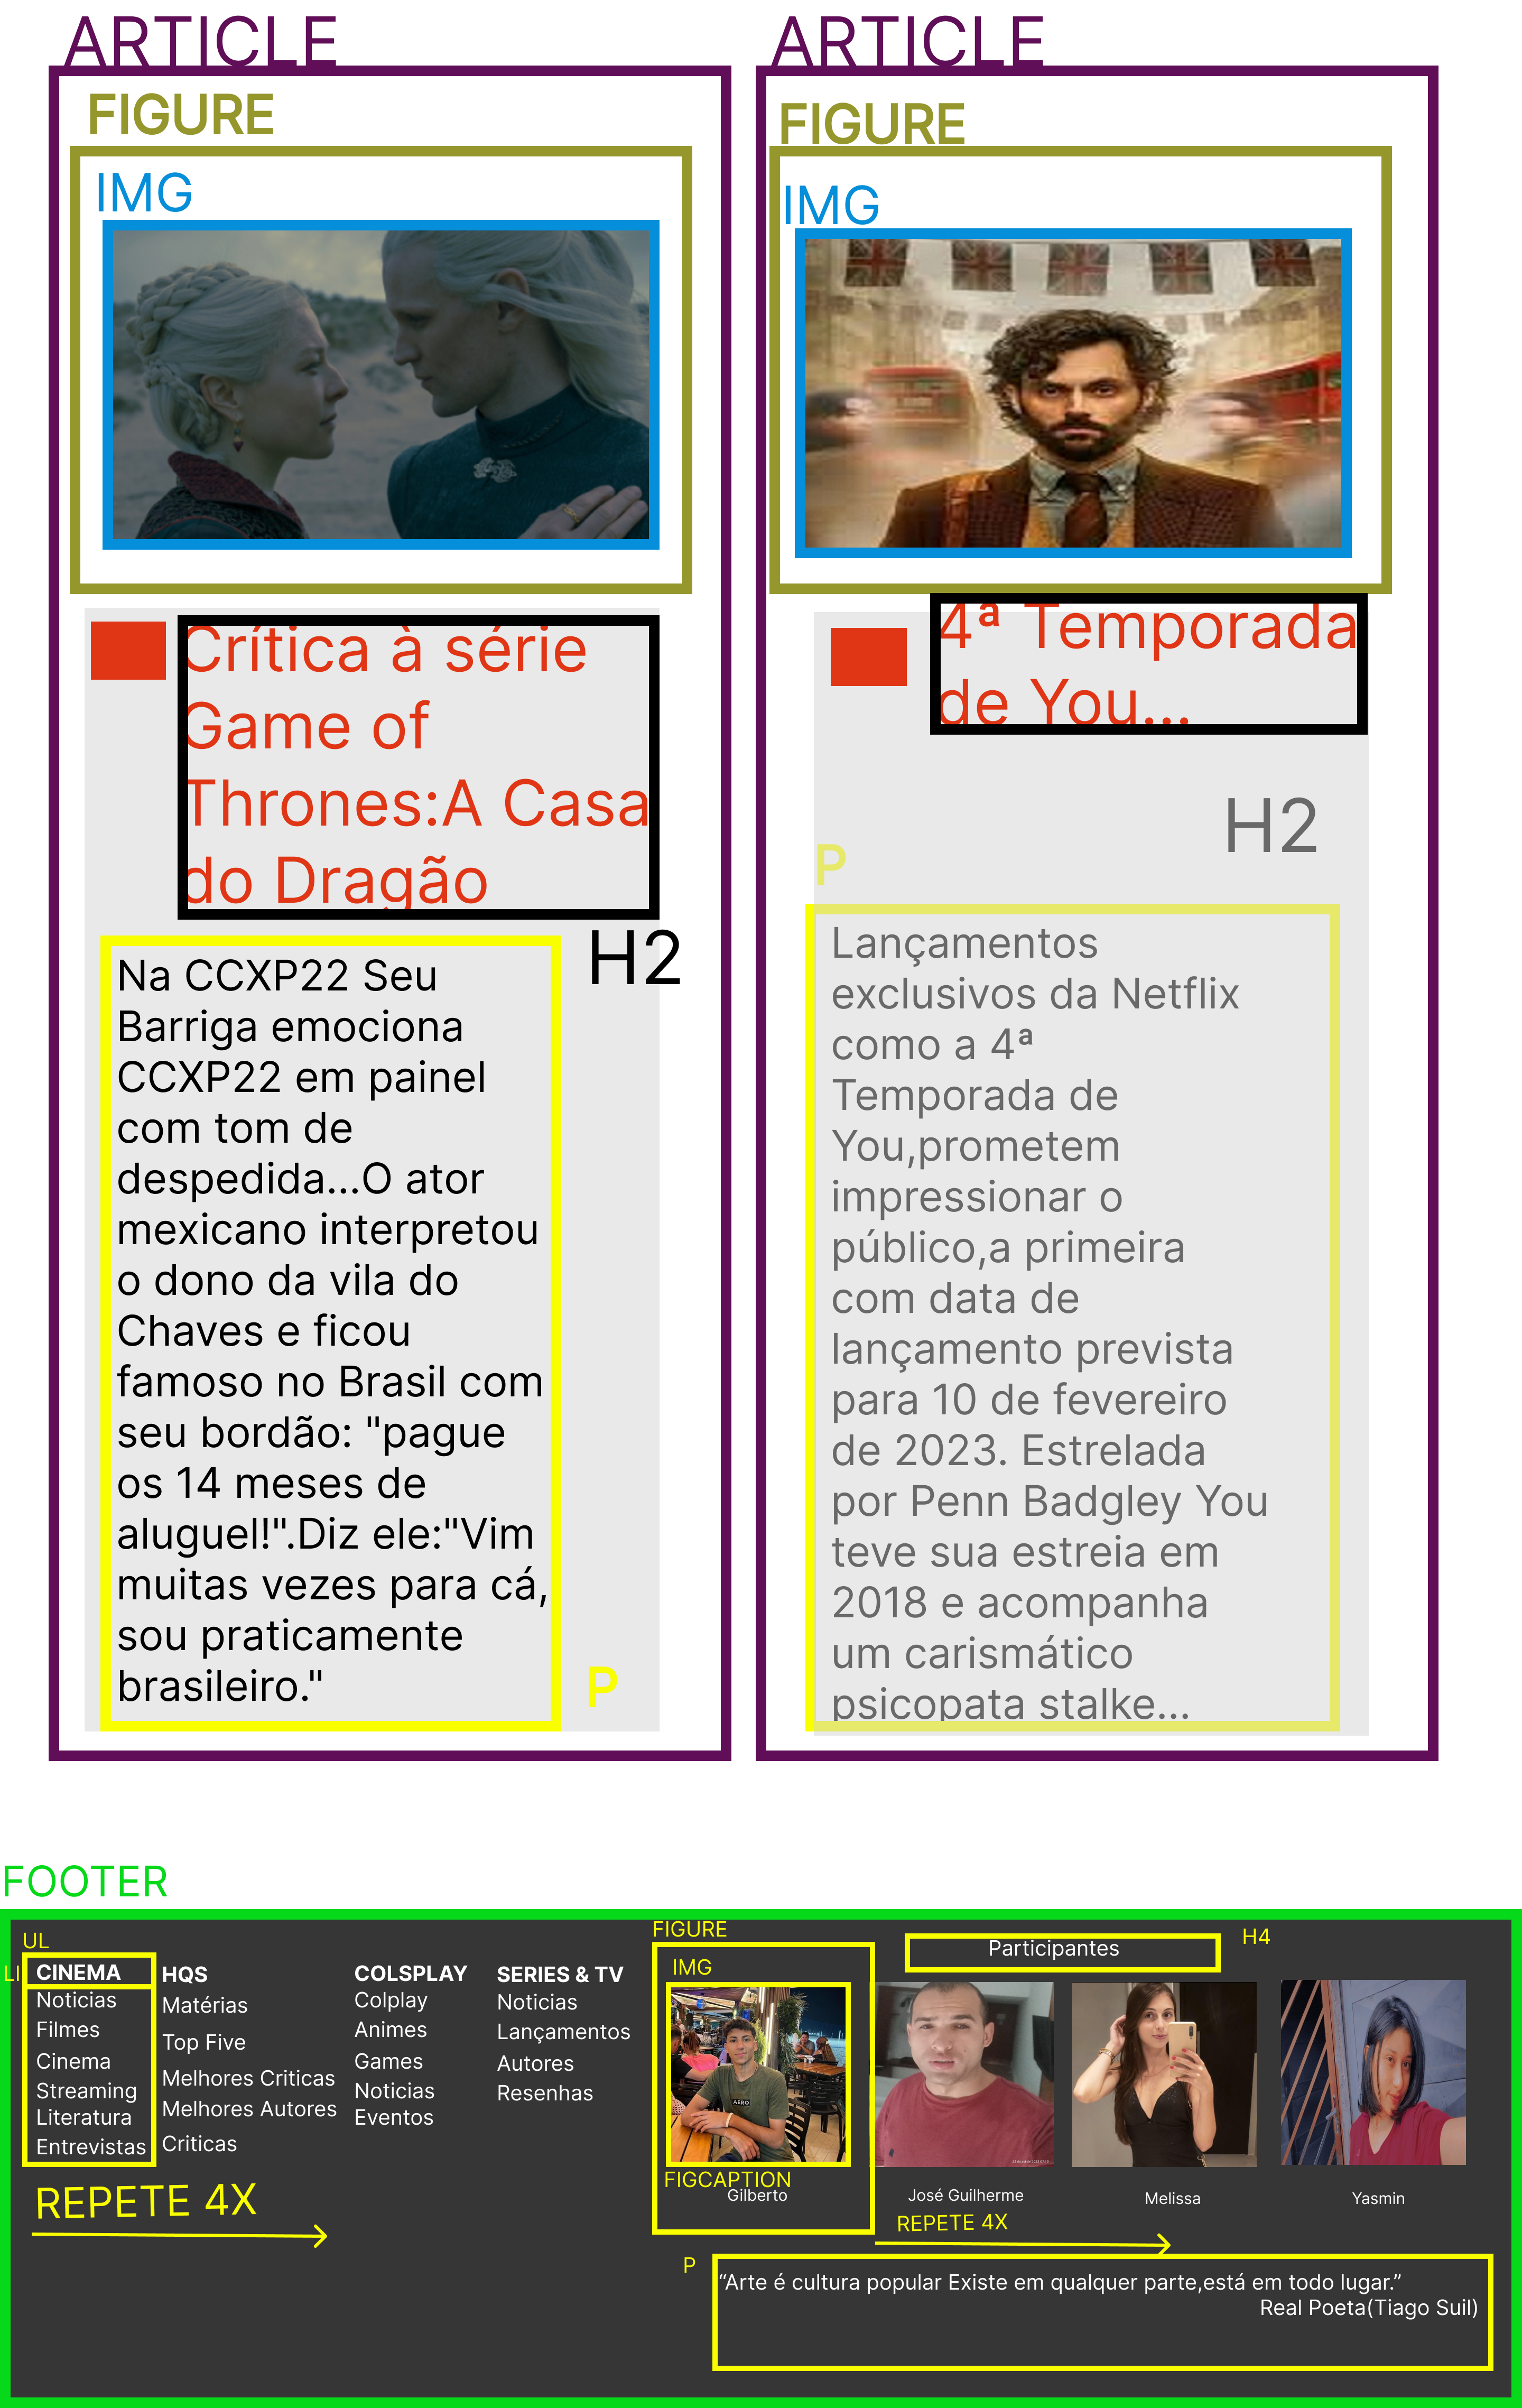 ARTICLE
FIGURE
IMG
Crítica à série
Game of
Thrones:A Casa
do Dragão
H2
Na CCXP22 Seu
Barriga emociona
CCXP22 em painel
com tom de
despedida...O ator
mexicano interpretou
o dono da vila do
Chaves e ficou
famoso no Brasil com
seu bordão: "pague
os 14 meses de
aluguel!".Diz ele:"Vim
muitas vezes para cá,
sou praticamente
brasileiro."
P
ARTICLE
FIGURE
IMG
4ª Temporada
de You...
H2
P
Lançamentos
exclusivos da Netflix
como a 4ª
Temporada de
You,prometem
impressionar o
público,a primeira
com data de
lançamento prevista
para 10 de fevereiro
de 2023. Estrelada
por Penn Badgley You
teve sua estreia em
2018 e acompanha
um carismático
psicopata stalke...
FOOTER
UL
LI
CINEMA
Noticias
Filmes
Cinema
Streaming
Literatura
Entrevistas
HQS
Matérias
Top Five
Melhores Criticas
Melhores Autores
Criticas
COLSPLAY
Colplay
Animes
Games
Noticias
Eventos
SERIES & TV
Noticias
Lançamentos
Autores
Resenhas
REPETE 4X
FIGURE
IMG
AERO
FIGCAPTION
Gilberto
Participantes
H4
José Guilherme
Melissa
Yasmin
REPETE 4X
P
“Arte é cultura popular Existe em qualquer parte,está em todo lugar.”
Real Poeta(Tiago Suil)